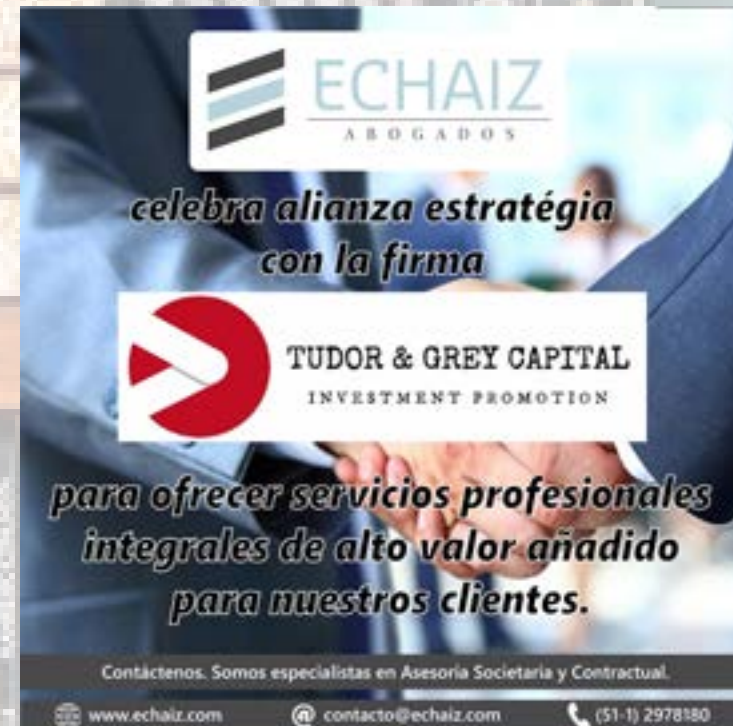 ECHAIZ
ABOGADOS
celebra alianza estratégia
con la firma
TUDOR & GREY CAPITAL
INVESTMENT PROMOTION
para ofrecer servicios profesionales
integrales de alto valor añadido
para nuestros clientes.
Contáctenos. Somos especialistas en Asesoría Societaria y Contractual.
www.echaiz.com contacto@echaiz.com (51-1) 2978180